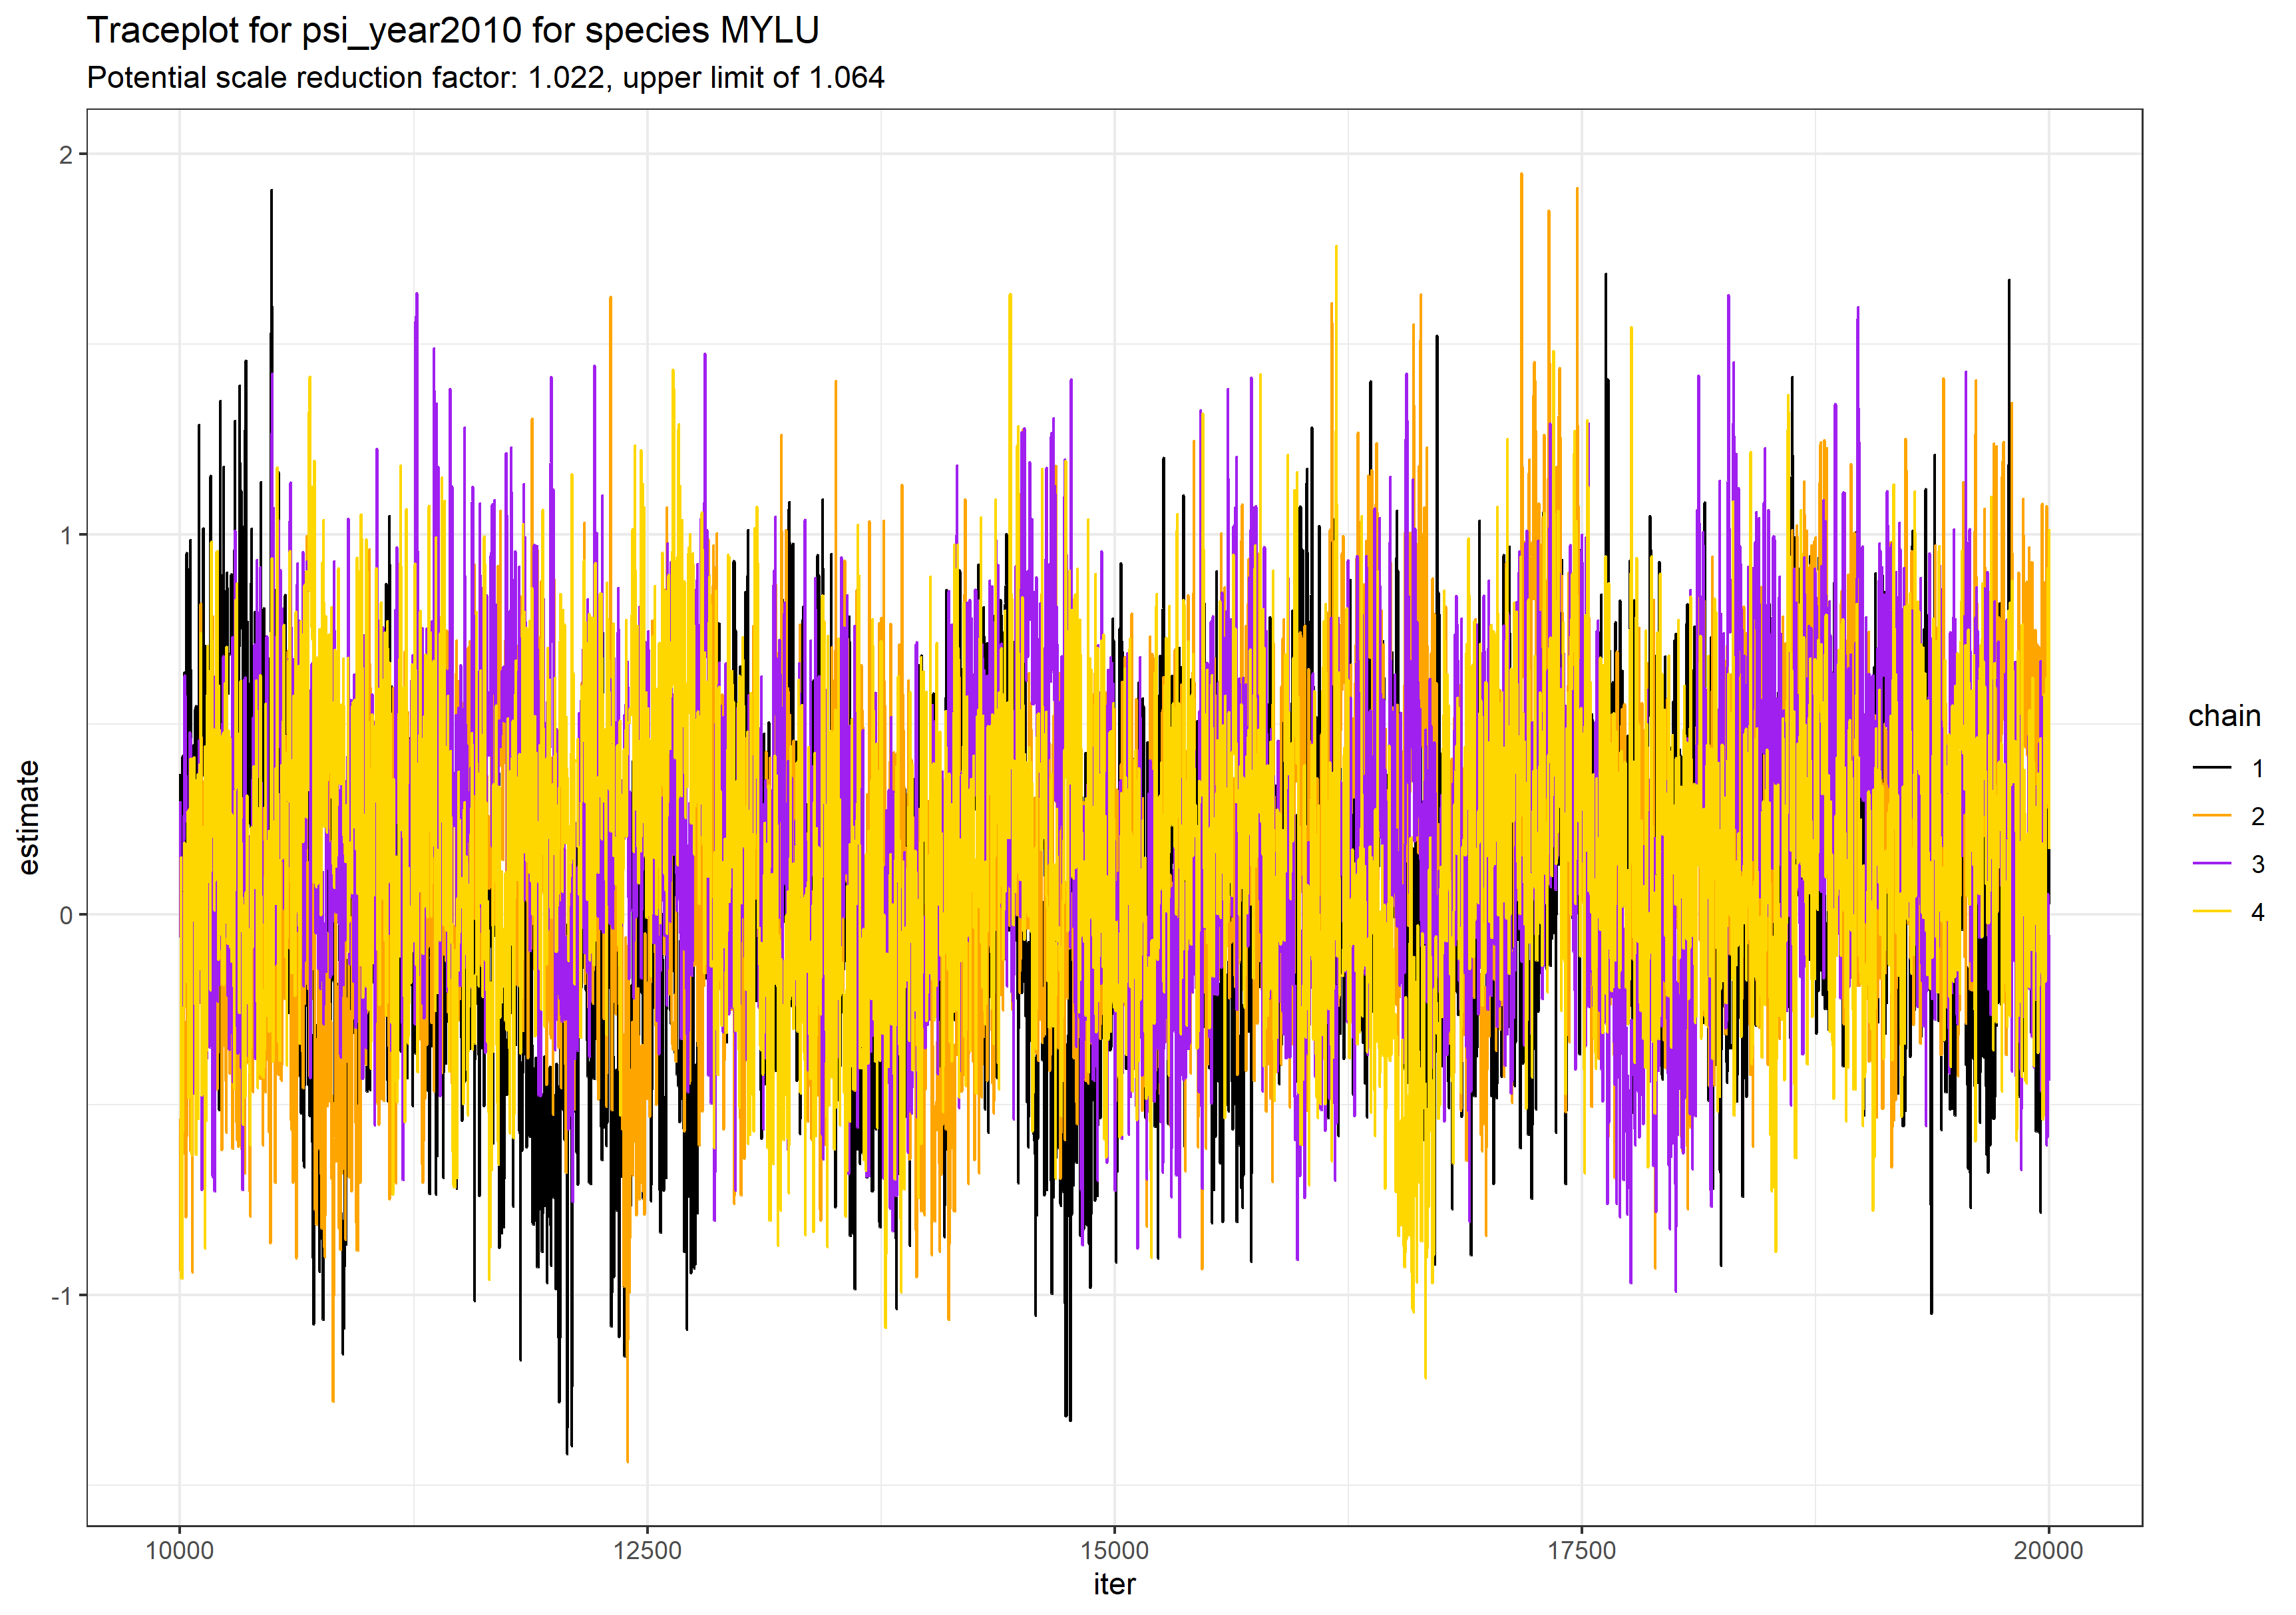 Traceplot for psi_year2010 for species MYLU
Potential scale reduction factor: 1.022, upper limit of 1.064
2
1
0
-1
estimate
10000
12500
15000
17500
20000
iter
chain
1
2
3
4